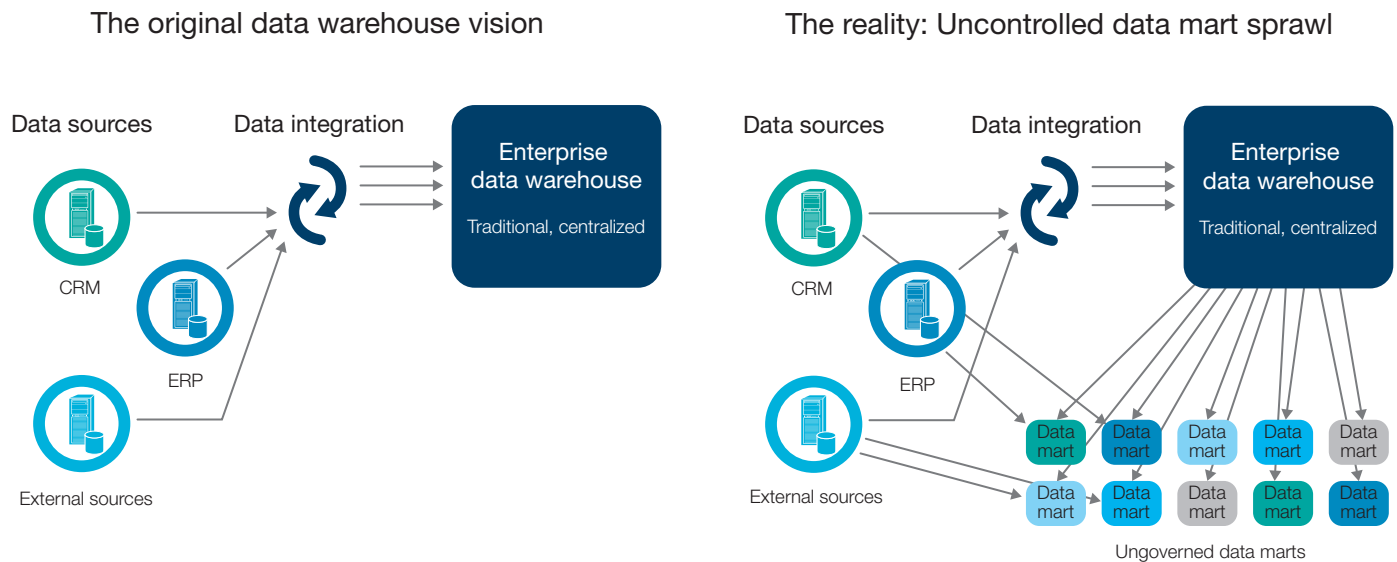 The original data warehouse vision
Data sources
Data integration
Enterprise
data warehouse
Traditional, centralized
CRM
ERP
External sources
The reality: Uncontrolled data mart sprawl
Data sources
Data integration
Enterprise
data warehouse
Traditional, centralized
CRM
ERP
External sources
Data
mart
Data
mart
Data
mart
Data
mart
Data
mart
Data
mart
Data
mart
Data
mart
Data
mart
Data
mart
Ungoverned data marts